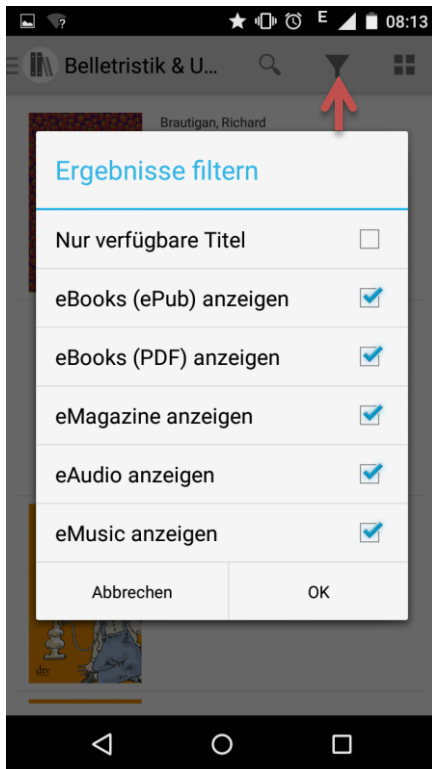 E 08:13
Belletristik & U...
Brautigan, Richard
Ergebnisse filtern
Nur verfügbare Titel
eBooks (ePub) anzeigen
eBooks (PDF) anzeigen
eMagazine anzeigen
eAudio anzeigen
eMusic anzeigen
Abbrechen OK
dtv